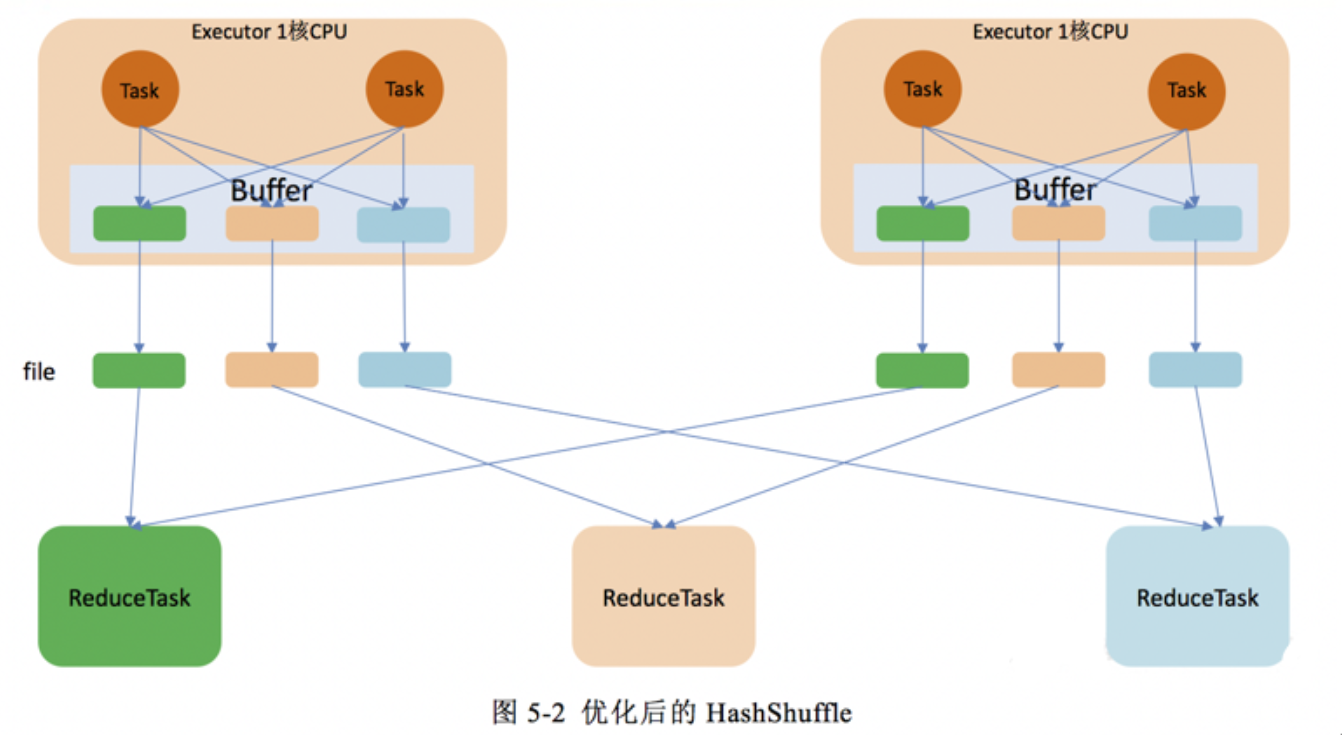 Executor 1核CPU
Executor 1核CPU
Task
Task
Task
Task
Buffer
Buffer
file
ReduceTask
ReduceTask
ReduceTask
图 5-2 优化后的 HashShuffle